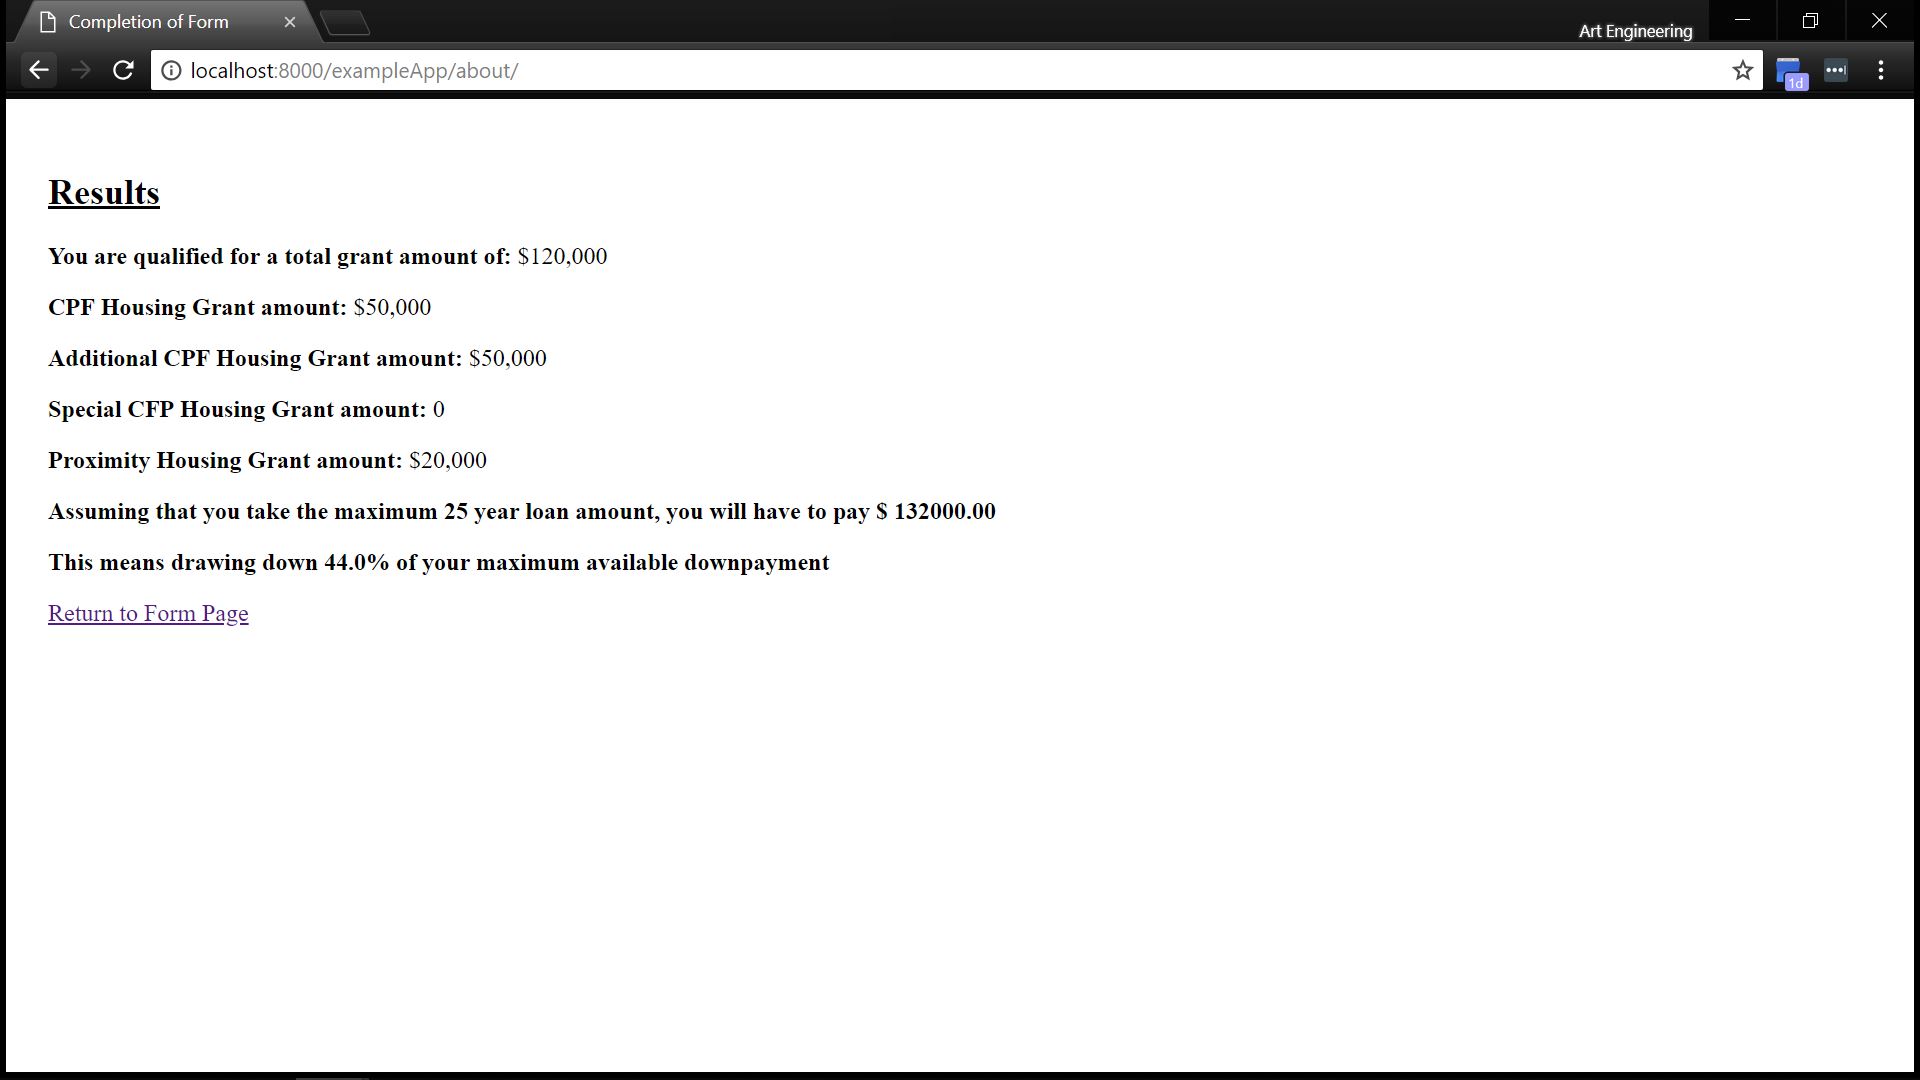 Completion of Form
Art Engineering
localhost:8000/exampleApp/about/
1d
Results
You are qualified for a total grant amount of: $120,000
CPF Housing Grant amount: $50,000
Additional CPF Housing Grant amount: $50,000
Special CFP Housing Grant amount: 0
Proximity Housing Grant amount: $20,000
Assuming that you take the maximum 25 year loan amount, you will have to pay $ 132000.00
This means drawing down 44.0% of your maximum available downpayment
Return to Form Page